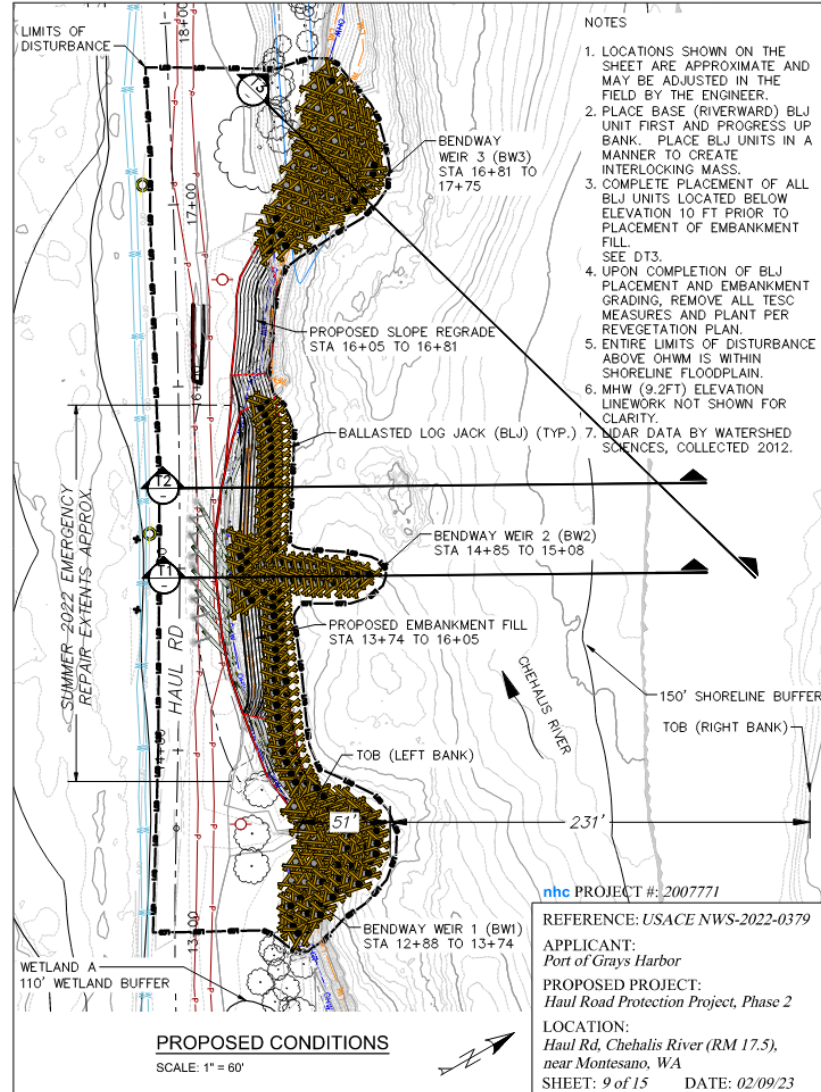 LIMITS OF
DISTURBANCE
18+00
NOTES
1. LOCATIONS SHOWN ON THE
SHEET ARE APPROXIMATE AND
MAY BE ADJUSTED IN THE
FIELD BY THE ENGINEER.
2. PLACE BASE (RIVERWARD) BLJ
UNIT FIRST AND PROGRESS UP
BANK. PLACE BLJ UNITS IN A
MANNER TO CREATE
INTERLOCKING MASS.
3. COMPLETE PLACEMENT OF ALL
BLJ UNITS LOCATED BELOW
ELEVATION 10 FT PRIOR TO
PLACEMENT OF EMBANKMENT
FILL.
SEE DT3.
4. UPON COMPLETION OF BLJ
PLACEMENT AND EMBANKMENT
GRADING, REMOVE ALL TESC
MEASURES AND PLANT PER
REVEGETATION PLAN.
5. ENTIRE LIMITS OF DISTURBANCE
ABOVE OHWM IS WITHIN
SHORELINE FLOODPLAIN.
6. MHW (9.2FT) ELEVATION
LINEWORK NOT SHOWN FOR
CLARITY.
7. LIDAR DATA BY WATERSHED
SCIENCES, COLLECTED 2012.
T3
BENDWAY
WEIR 3 (BW3)
STA 16+81 TO
17+75
17+00
PROPOSED SLOPE REGRADE
STA 16+05 TO 16+81
16+00
BALLASTED LOG JACK (BLJ) (TYP.)
T2
BENDWAY WEIR 2 (BW2)
STA 14+85 TO 15+08
T1
SUMMER 2022 EMERGENCY
REPAIR EXTENTS APPROX.
HAUL RD
PROPOSED EMBANKMENT FILL
STA 13+74 TO 16+05
CHEHALIS RIVER
150' SHORELINE BUFFER
TOB (RIGHT BANK)
14+00
TOB (LEFT BANK)
51'
231'
BENDWAY WEIR 1 (BW1)
STA 12+88 TO 13+74
13+00
WETLAND A
110' WETLAND BUFFER
PROPOSED CONDITIONS
SCALE: 1" = 60'
nhc PROJECT #: 2007771
REFERENCE: USACE NWS-2022-0379
APPLICANT:
Port of Grays Harbor
PROPOSED PROJECT:
Haul Road Protection Project, Phase 2
LOCATION:
Haul Rd, Chehalis River (RM 17.5),
near Montesano, WA
SHEET: 9 of 15 DATE: 02/09/23